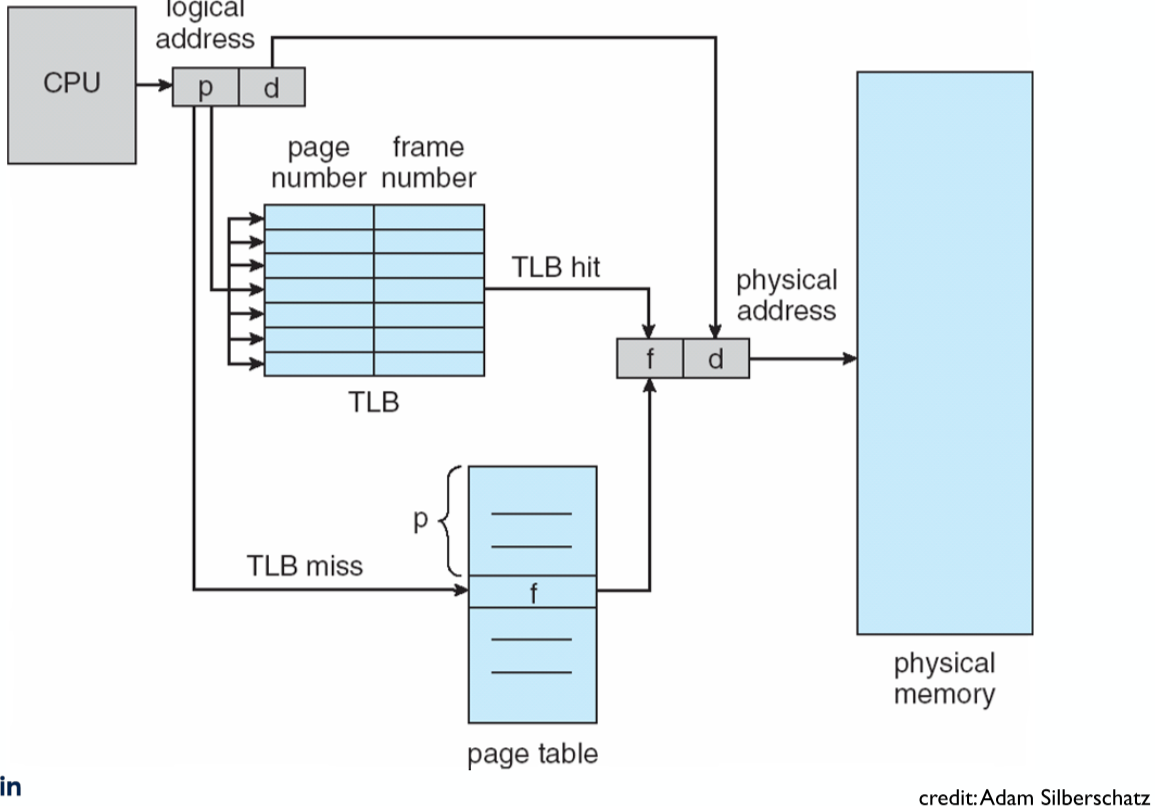 logical
address
CPU
p
d
page
number
frame
number
TLB hit
TLB
physical
address
f
d
p
TLB miss
f
page table
physical
memory
in
credit: Adam Silberschatz